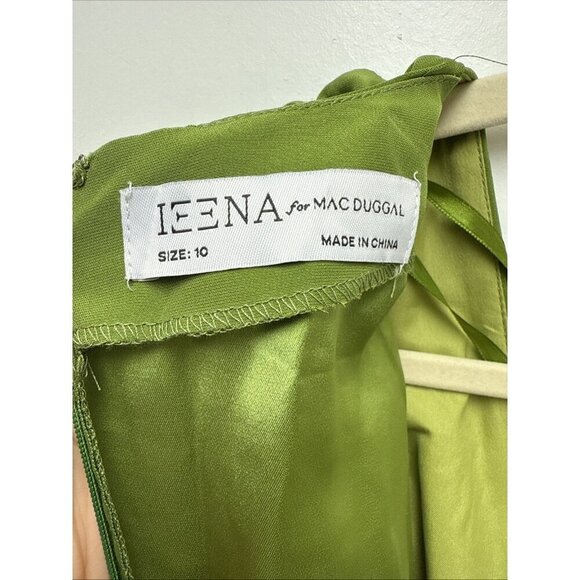 IEENA for MAC DUGGAL
SIZE: 10 MADE IN CHINA